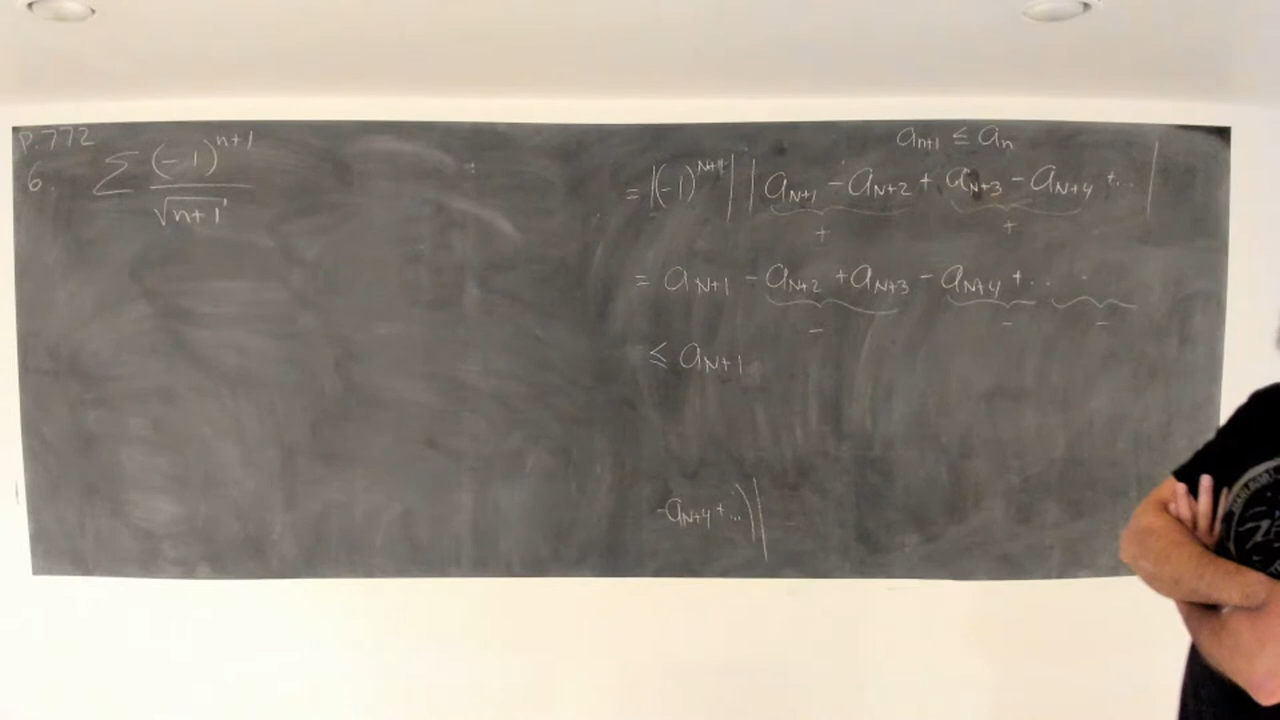 P.772
6. Σ (-1)^{n+1} / √(n+1)
a_{n+1} ≤ a_n
= |(-1)^{N+1}| | a_{N+1} - a_{N+2} + a_{N+3} - a_{N+4} + ... |
+ +
= a_{N+1} - a_{N+2} + a_{N+3} - a_{N+4} + ...
- - -
≤ a_{N+1}
- a_{N+4} + ...)|